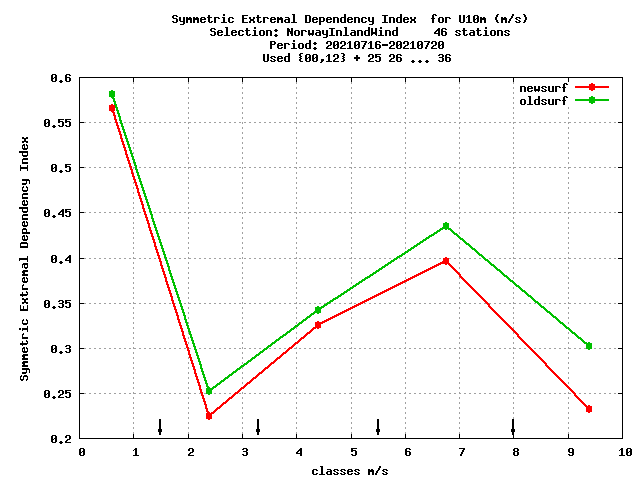 Symmetric Extremal Dependency Index  for U10m (m/s)
Selection: NorwayInlandWind     46 stations
Period: 20210716-20210720
Used {00,12} + 25 26 ... 36
newsurf
oldsurf
Symmetric Extremal Dependency Index
0.6
0.55
0.5
0.45
0.4
0.35
0.3
0.25
0.2
0 1 2 3 4 5 6 7 8 9 10
classes m/s